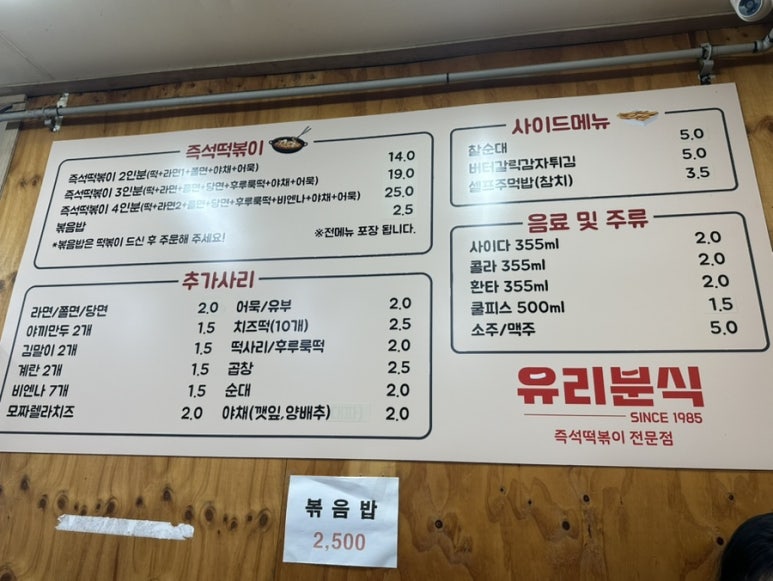 즉석떡볶이
즉석떡볶이 2인분(떡+라면1+쫄면+야채+어묵) 14.0
즉석떡볶이 3인분(떡+라면+쫄면+당면+후루룩떡+야채+어묵) 19.0
즉석떡볶이 4인분(떡+라면2+쫄면+당면+후루룩떡+비엔나+야채+어묵) 25.0
볶음밥 2.5
*볶음밥은 떡볶이 드신 후 주문해 주세요! ※전메뉴 포장 됩니다.
추가사리
라면/쫄면/당면 2.0 어묵/유부 2.0
야끼만두 2개 1.5 치즈떡(10개) 2.5
김말이 2개 1.5 떡사리/후루룩떡 2.0
계란 2개 1.5 곱창 2.5
비엔나 7개 1.5 순대 2.0
모짜렐라치즈 2.0 야채(깻잎,양배추) 2.0
사이드메뉴
찰순대 5.0
버터갈릭감자튀김 5.0
셀프주먹밥(참치) 3.5
음료 및 주류
사이다 355ml 2.0
콜라 355ml 2.0
환타 355ml 2.0
쿨피스 500ml 1.5
소주/맥주 5.0
유리분식
SINCE 1985
즉석떡볶이 전문점
볶음밥
2,500